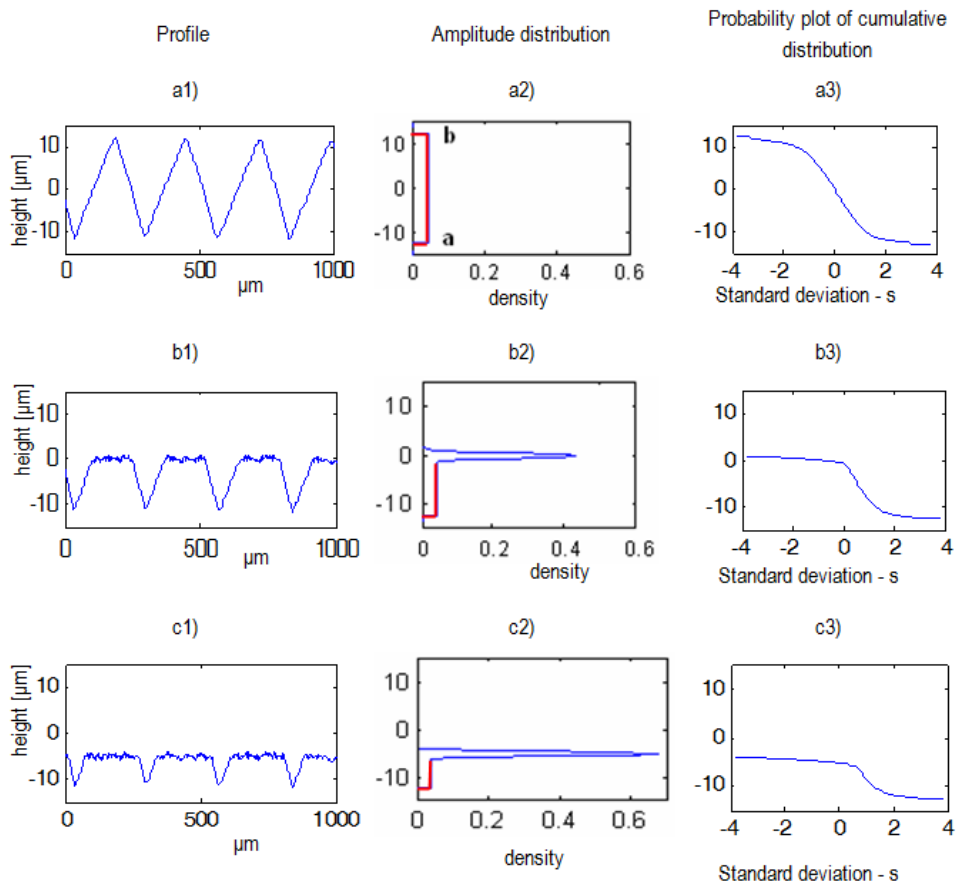 Profile
Amplitude distribution
Probability plot of cumulative
distribution
a1)
a2)
a3)
height [µm]
10
0
-10
0
500
1000
µm
b
a
10
0
-10
0
0.2
0.4
0.6
density
10
0
-10
-4
-2
0
2
4
Standard deviation - s
b1)
b2)
b3)
height [µm]
10
0
-10
0
500
1000
µm
10
0
-10
0
0.2
0.4
0.6
density
10
0
-10
-4
-2
0
2
4
Standard deviation - s
c1)
c2)
c3)
height [µm]
10
0
-10
0
500
1000
µm
10
0
-10
0
0.2
0.4
0.6
density
10
0
-10
-4
-2
0
2
4
Standard deviation - s